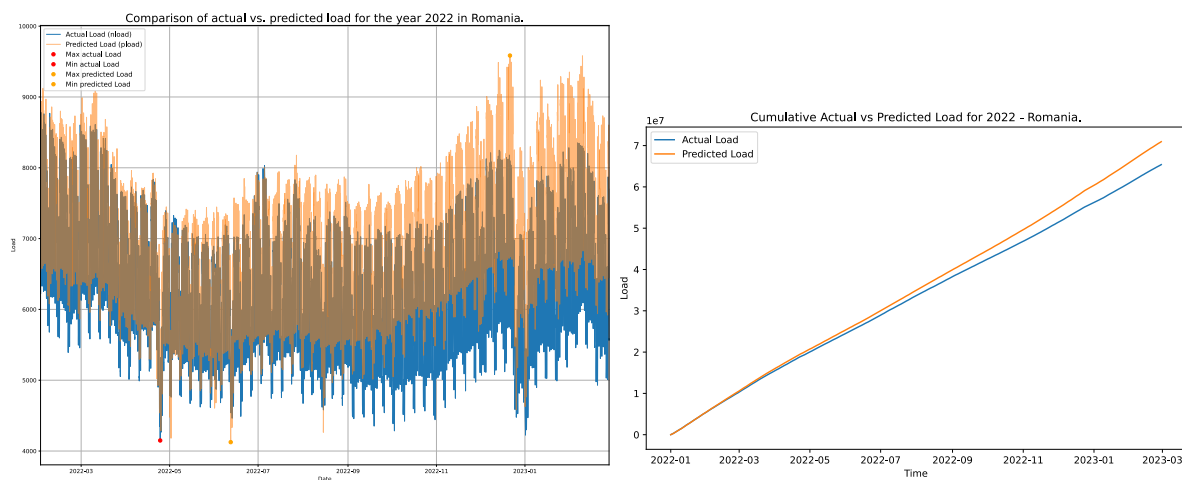 Comparison of actual vs. predicted load for the year 2022 in Romania.
Actual Load (nload)
Predicted Load (pload)
Max actual Load
Min actual Load
Max predicted Load
Min predicted Load
10000
9000
8000
7000
6000
5000
4000
Load
2022-03 2022-05 2022-07 2022-09 2022-11 2023-01
Date
Cumulative Actual vs Predicted Load for 2022 - Romania.
1e7
Actual Load
Predicted Load
7
6
5
4
3
2
1
0
Load
2022-01 2022-03 2022-05 2022-07 2022-09 2022-11 2023-01 2023-03
Time